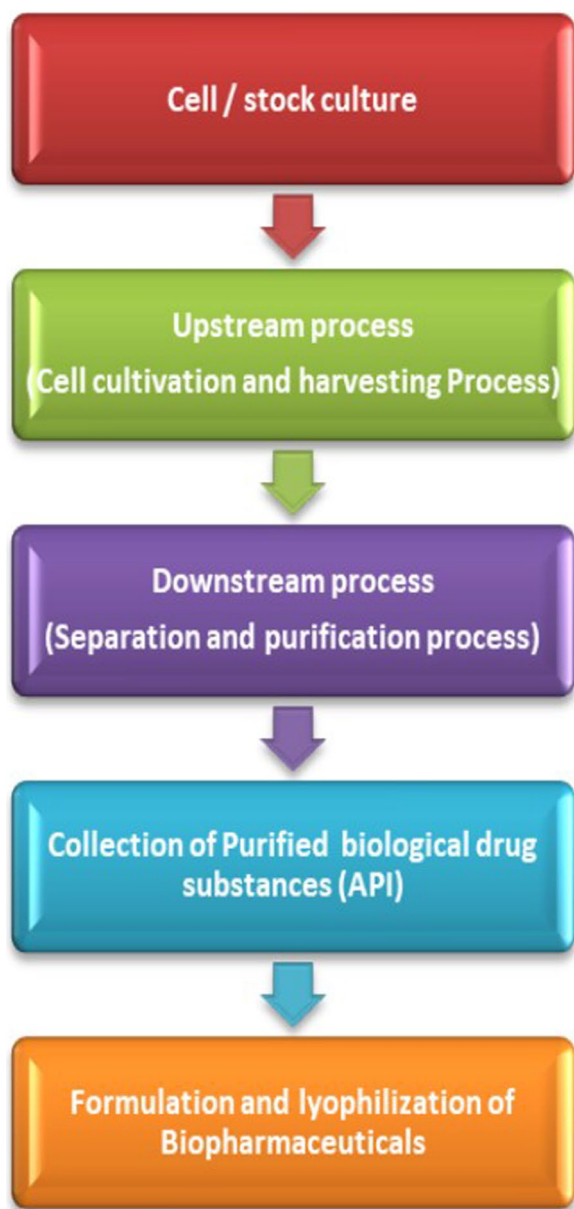 Cell / stock culture
Upstream process
(Cell cultivation and harvesting Process)
Downstream process
(Separation and purification process)
Collection of Purified biological drug
substances (API)
Formulation and lyophilization of
Biopharmaceuticals